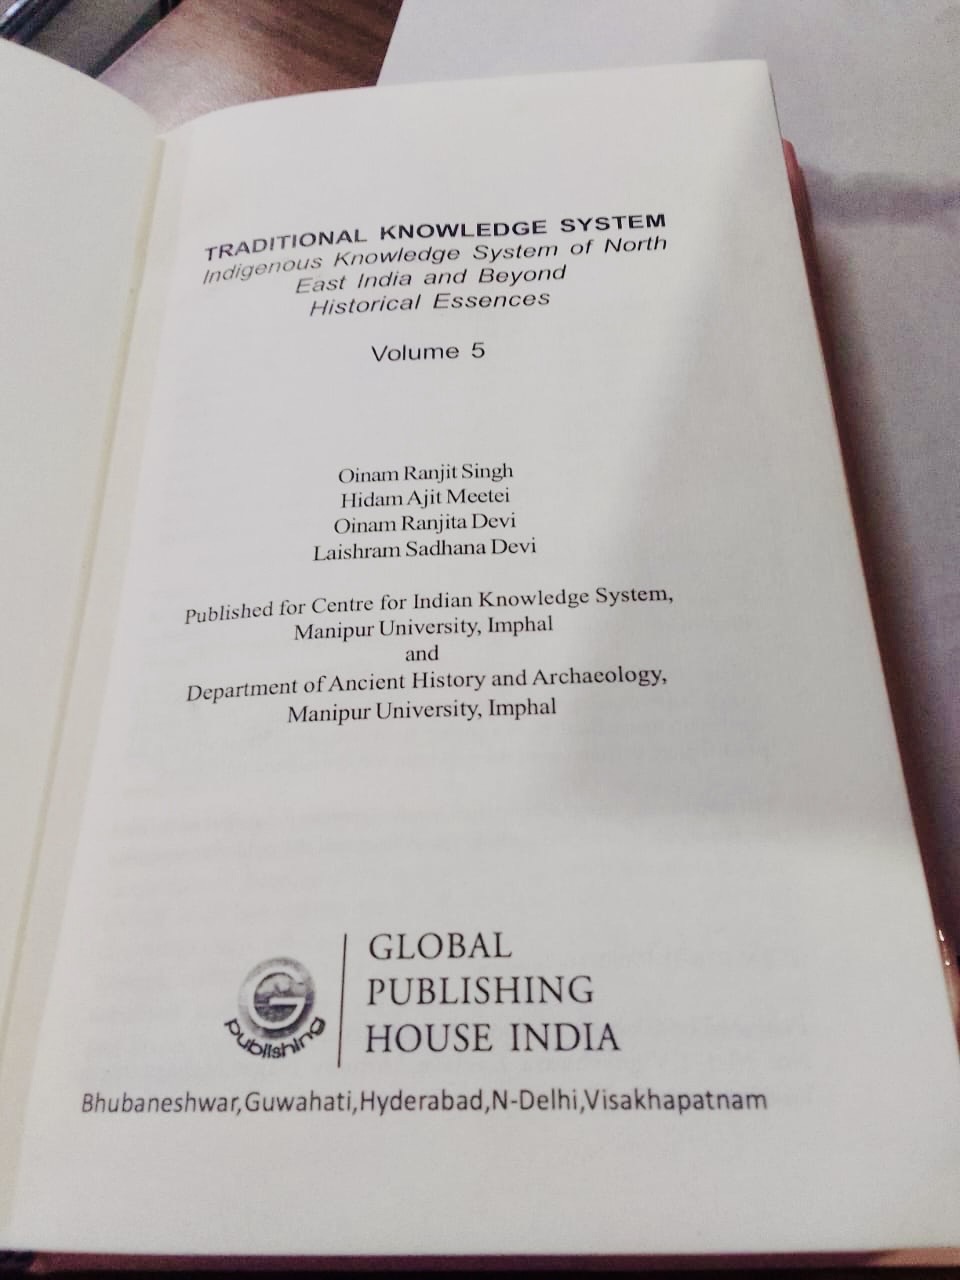 TRADITIONAL KNOWLEDGE SYSTEM
Indigenous Knowledge System of North
East India and Beyond
Historical Essences
Volume 5
Oinam Ranjit Singh
Hidam Ajit Meetei
Oinam Ranjita Devi
Laishram Sadhana Devi
Published for Centre for Indian Knowledge System,
Manipur University, Imphal
and
Department of Ancient History and Archaeology,
Manipur University, Imphal
G
publishing
GLOBAL
PUBLISHING
HOUSE INDIA
Bhubaneshwar,Guwahati,Hyderabad,N-Delhi,Visakhapatnam